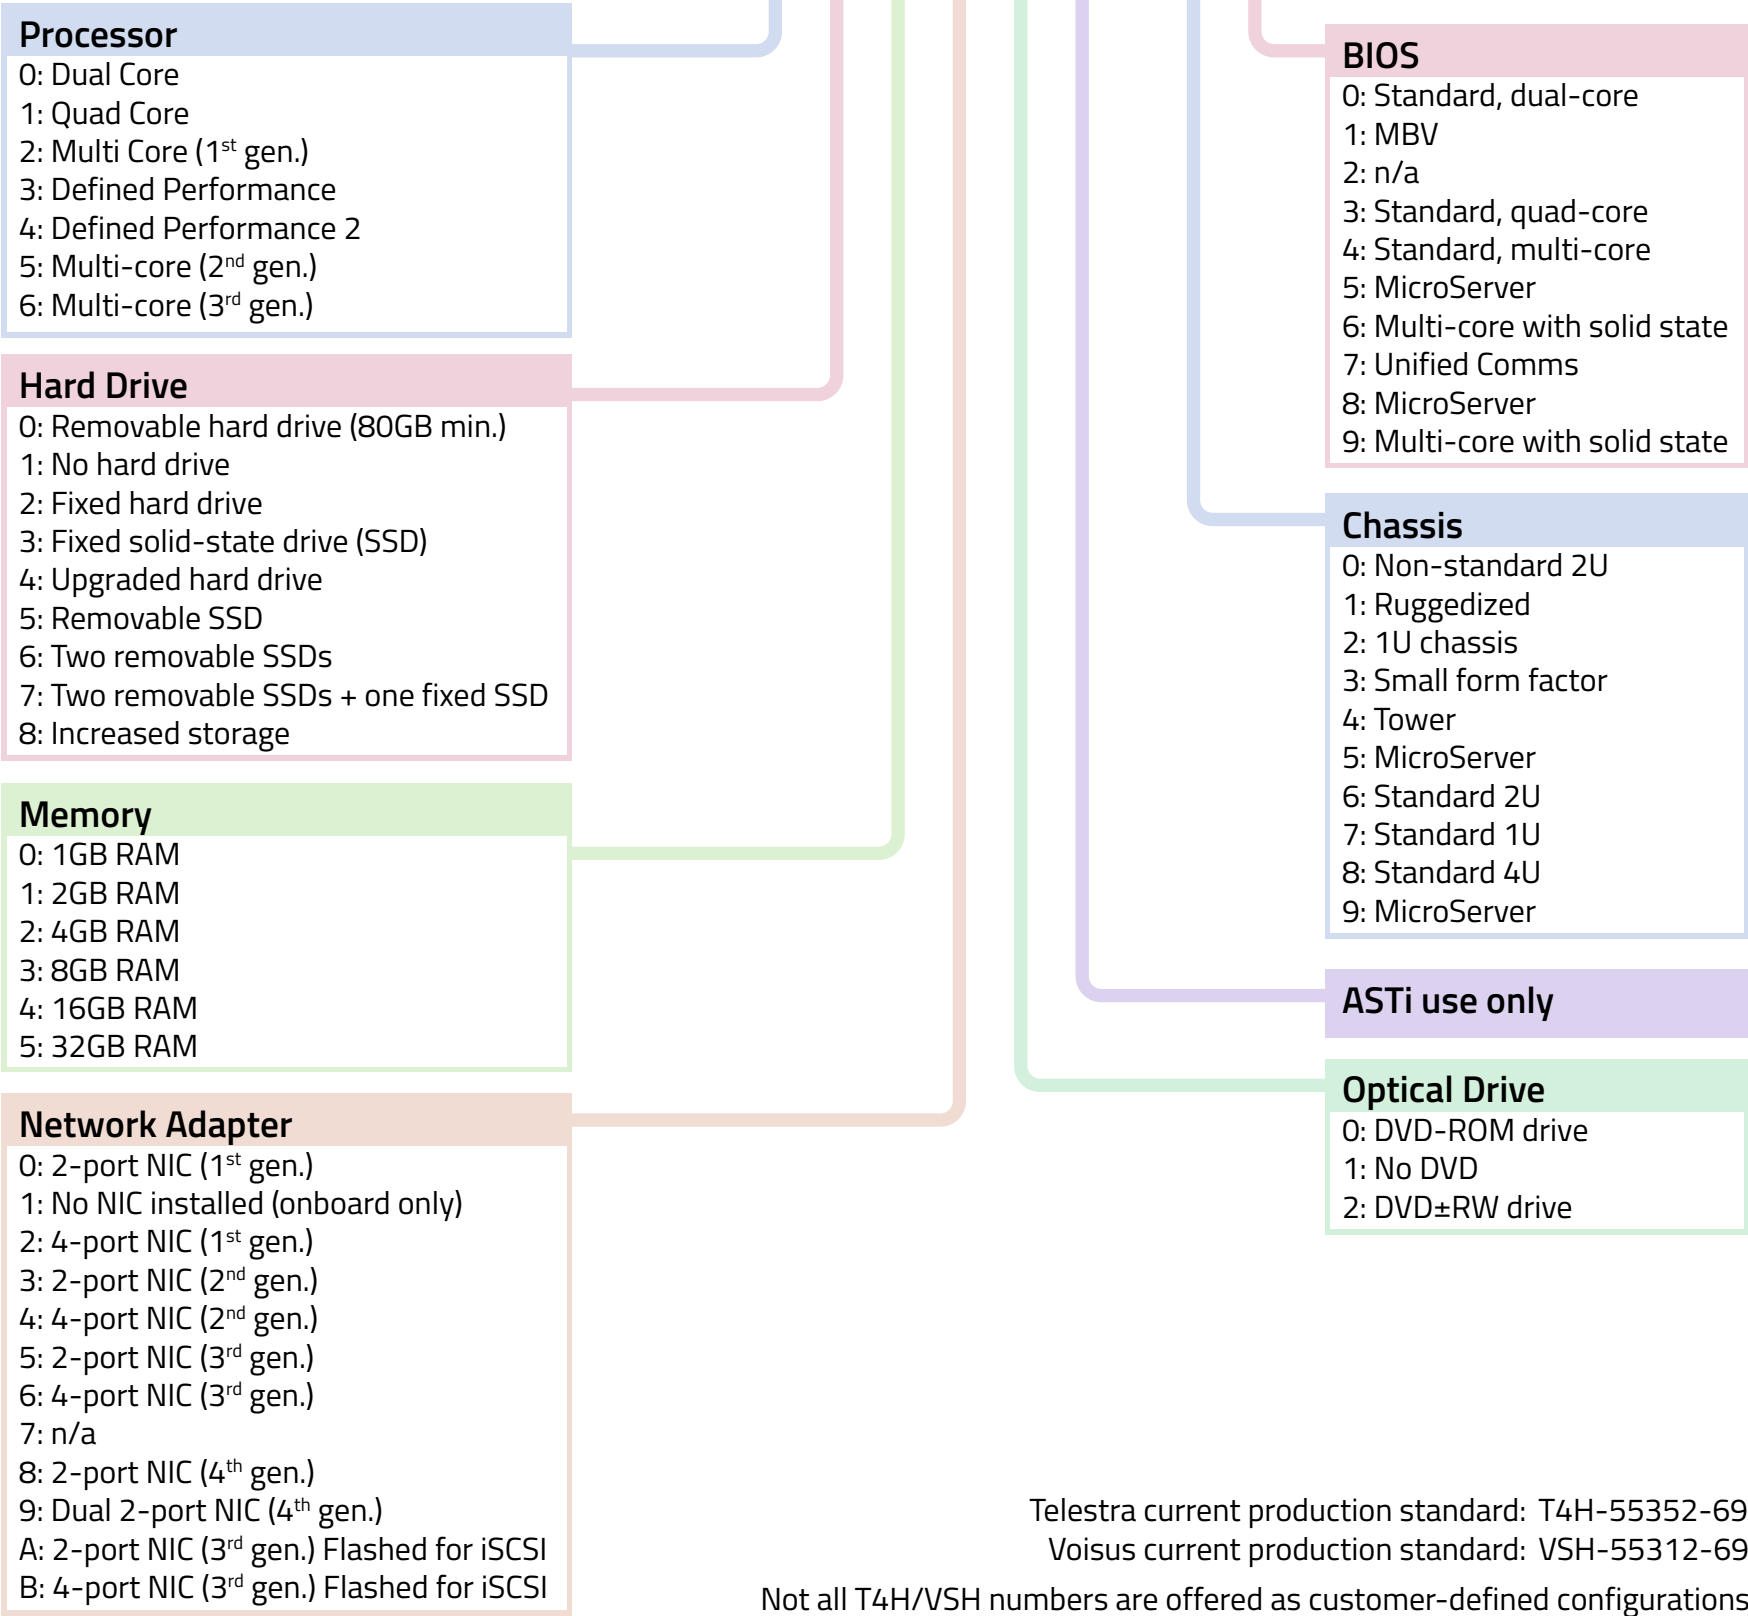 Processor
0: Dual Core
1: Quad Core
2: Multi Core (1st gen.)
3: Defined Performance
4: Defined Performance 2
5: Multi-core (2nd gen.)
6: Multi-core (3rd gen.)
Hard Drive
0: Removable hard drive (80GB min.)
1: No hard drive
2: Fixed hard drive
3: Fixed solid-state drive (SSD)
4: Upgraded hard drive
5: Removable SSD
6: Two removable SSDs
7: Two removable SSDs + one fixed SSD
8: Increased storage
Memory
0: 1GB RAM
1: 2GB RAM
2: 4GB RAM
3: 8GB RAM
4: 16GB RAM
5: 32GB RAM
Network Adapter
0: 2-port NIC (1st gen.)
1: No NIC installed (onboard only)
2: 4-port NIC (1st gen.)
3: 2-port NIC (2nd gen.)
4: 4-port NIC (2nd gen.)
5: 2-port NIC (3rd gen.)
6: 4-port NIC (3rd gen.)
7: n/a
8: 2-port NIC (4th gen.)
9: Dual 2-port NIC (4th gen.)
A: 2-port NIC (3rd gen.) Flashed for iSCSI
B: 4-port NIC (3rd gen.) Flashed for iSCSI
BIOS
0: Standard, dual-core
1: MBV
2: n/a
3: Standard, quad-core
4: Standard, multi-core
5: MicroServer
6: Multi-core with solid state
7: Unified Comms
8: MicroServer
9: Multi-core with solid state
Chassis
0: Non-standard 2U
1: Ruggedized
2: 1U chassis
3: Small form factor
4: Tower
5: MicroServer
6: Standard 2U
7: Standard 1U
8: Standard 4U
9: MicroServer
ASTi use only
Optical Drive
0: DVD-ROM drive
1: No DVD
2: DVD±RW drive
Telestra current production standard: T4H-55352-69
Voisus current production standard: VSH-55312-69
Not all T4H/VSH numbers are offered as customer-defined configurations